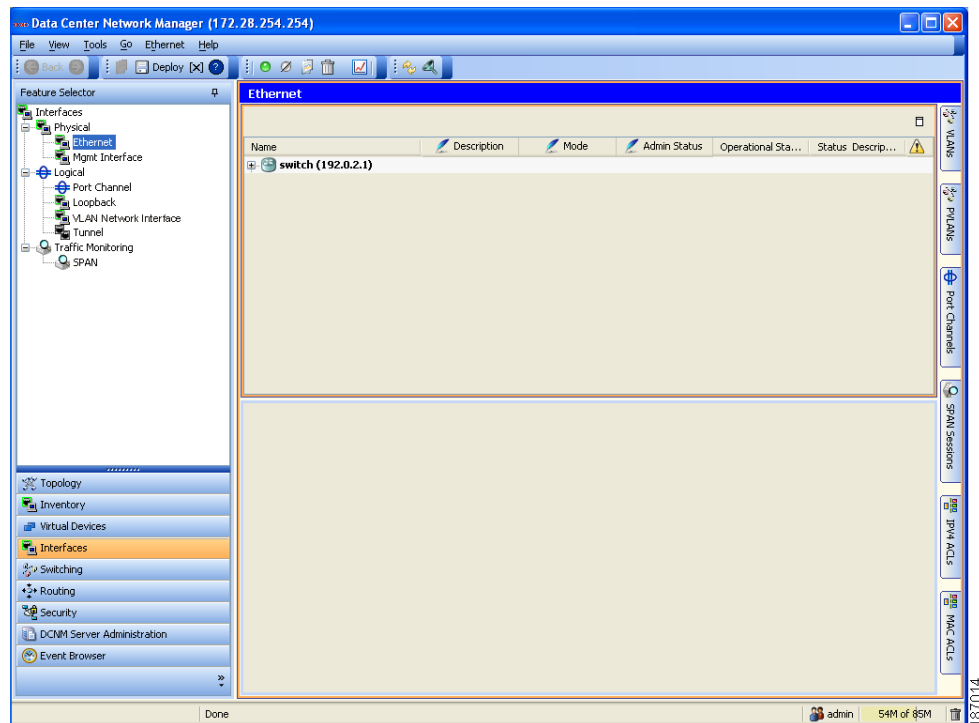 Data Center Network Manager (172.28.254.254)
File View Tools Go Ethernet Help
Back Deploy [X] ?
Feature Selector
Interfaces
Physical
Ethernet
Mgmt Interface
Logical
Port Channel
Loopback
VLAN Network Interface
Tunnel
Traffic Monitoring
SPAN
Topology
Inventory
Virtual Devices
Interfaces
Switching
Routing
Security
DCNM Server Administration
Event Browser
»
Ethernet
Name Description Mode Admin Status Operational Sta... Status Descrip...
switch (192.0.2.1)
VLANs
PVLANs
Port Channels
SPAN Sessions
IPV4 ACLs
MAC ACLs
Done admin 54M of 85M
87014